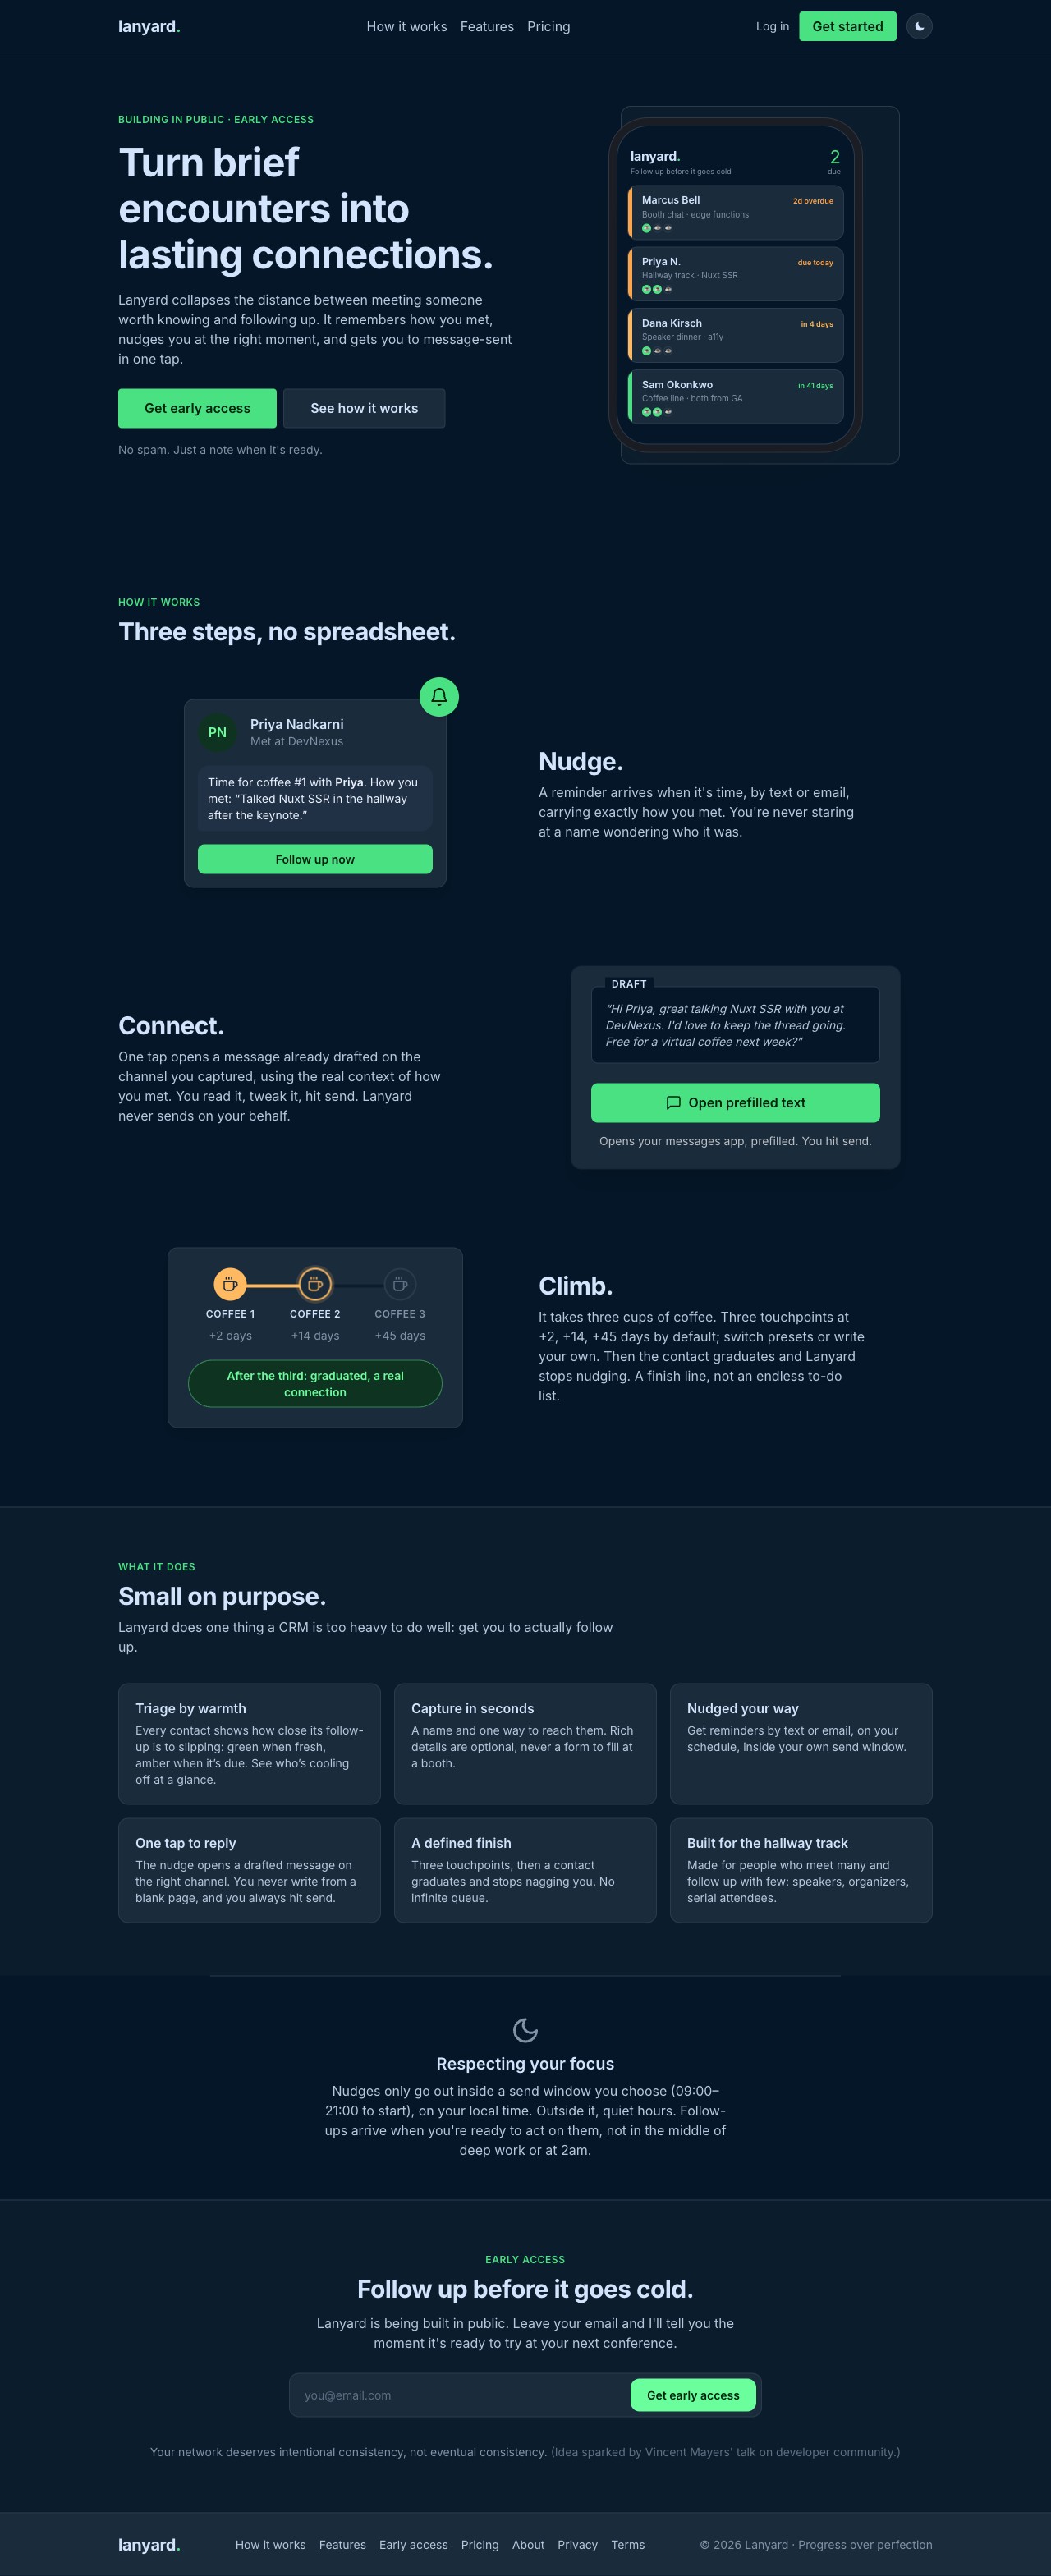 lanyard.
How it works Features Pricing
Log in
Get started
BUILDING IN PUBLIC · EARLY ACCESS
Turn brief
encounters into
lasting connections.
Lanyard collapses the distance between meeting someone
worth knowing and following up. It remembers how you met,
nudges you at the right moment, and gets you to message-sent
in one tap.
Get early access
See how it works
No spam. Just a note when it's ready.
lanyard.
2
Follow up before it goes cold
due
Marcus Bell
2d overdue
Booth chat · edge functions
Priya N.
due today
Hallway track · Nuxt SSR
Dana Kirsch
in 4 days
Speaker dinner · a11y
Sam Okonkwo
in 41 days
Coffee line · both from GA
HOW IT WORKS
Three steps, no spreadsheet.
PN
Priya Nadkarni
Met at DevNexus
Time for coffee #1 with Priya. How you
met: “Talked Nuxt SSR in the hallway
after the keynote.”
Follow up now
Nudge.
A reminder arrives when it's time, by text or email,
carrying exactly how you met. You're never staring
at a name wondering who it was.
Connect.
One tap opens a message already drafted on the
channel you captured, using the real context of how
you met. You read it, tweak it, hit send. Lanyard
never sends on your behalf.
DRAFT
“Hi Priya, great talking Nuxt SSR with you at
DevNexus. I'd love to keep the thread going.
Free for a virtual coffee next week?”
Open prefilled text
Opens your messages app, prefilled. You hit send.
COFFEE 1 COFFEE 2 COFFEE 3
+2 days +14 days +45 days
After the third: graduated, a real
connection
Climb.
It takes three cups of coffee. Three touchpoints at
+2, +14, +45 days by default; switch presets or write
your own. Then the contact graduates and Lanyard
stops nudging. A finish line, not an endless to-do
list.
WHAT IT DOES
Small on purpose.
Lanyard does one thing a CRM is too heavy to do well: get you to actually follow
up.
Triage by warmth
Every contact shows how close its follow-
up is to slipping: green when fresh,
amber when it’s due. See who’s cooling
off at a glance.
Capture in seconds
A name and one way to reach them. Rich
details are optional, never a form to fill at
a booth.
Nudged your way
Get reminders by text or email, on your
schedule, inside your own send window.
One tap to reply
The nudge opens a drafted message on
the right channel. You never write from a
blank page, and you always hit send.
A defined finish
Three touchpoints, then a contact
graduates and stops nagging you. No
infinite queue.
Built for the hallway track
Made for people who meet many and
follow up with few: speakers, organizers,
serial attendees.
Respecting your focus
Nudges only go out inside a send window you choose (09:00–
21:00 to start), on your local time. Outside it, quiet hours. Follow-
ups arrive when you're ready to act on them, not in the middle of
deep work or at 2am.
EARLY ACCESS
Follow up before it goes cold.
Lanyard is being built in public. Leave your email and I'll tell you the
moment it's ready to try at your next conference.
you@email.com
Get early access
Your network deserves intentional consistency, not eventual consistency. (Idea sparked by Vincent Mayers’ talk on developer community.)
lanyard.
How it works Features Early access Pricing About Privacy Terms
© 2026 Lanyard · Progress over perfection